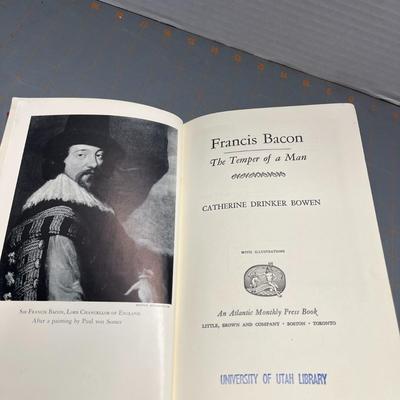 SIR FRANCIS BACON, LORD CHANCELLOR OF ENGLAND
After a painting by Paul van Somer
Francis Bacon
The Temper of a Man
CATHERINE DRINKER BOWEN
WITH ILLUSTRATIONS
An Atlantic Monthly Press Book
LITTLE, BROWN AND COMPANY • BOSTON • TORONTO
UNIVERSITY OF UTAH LIBRARY